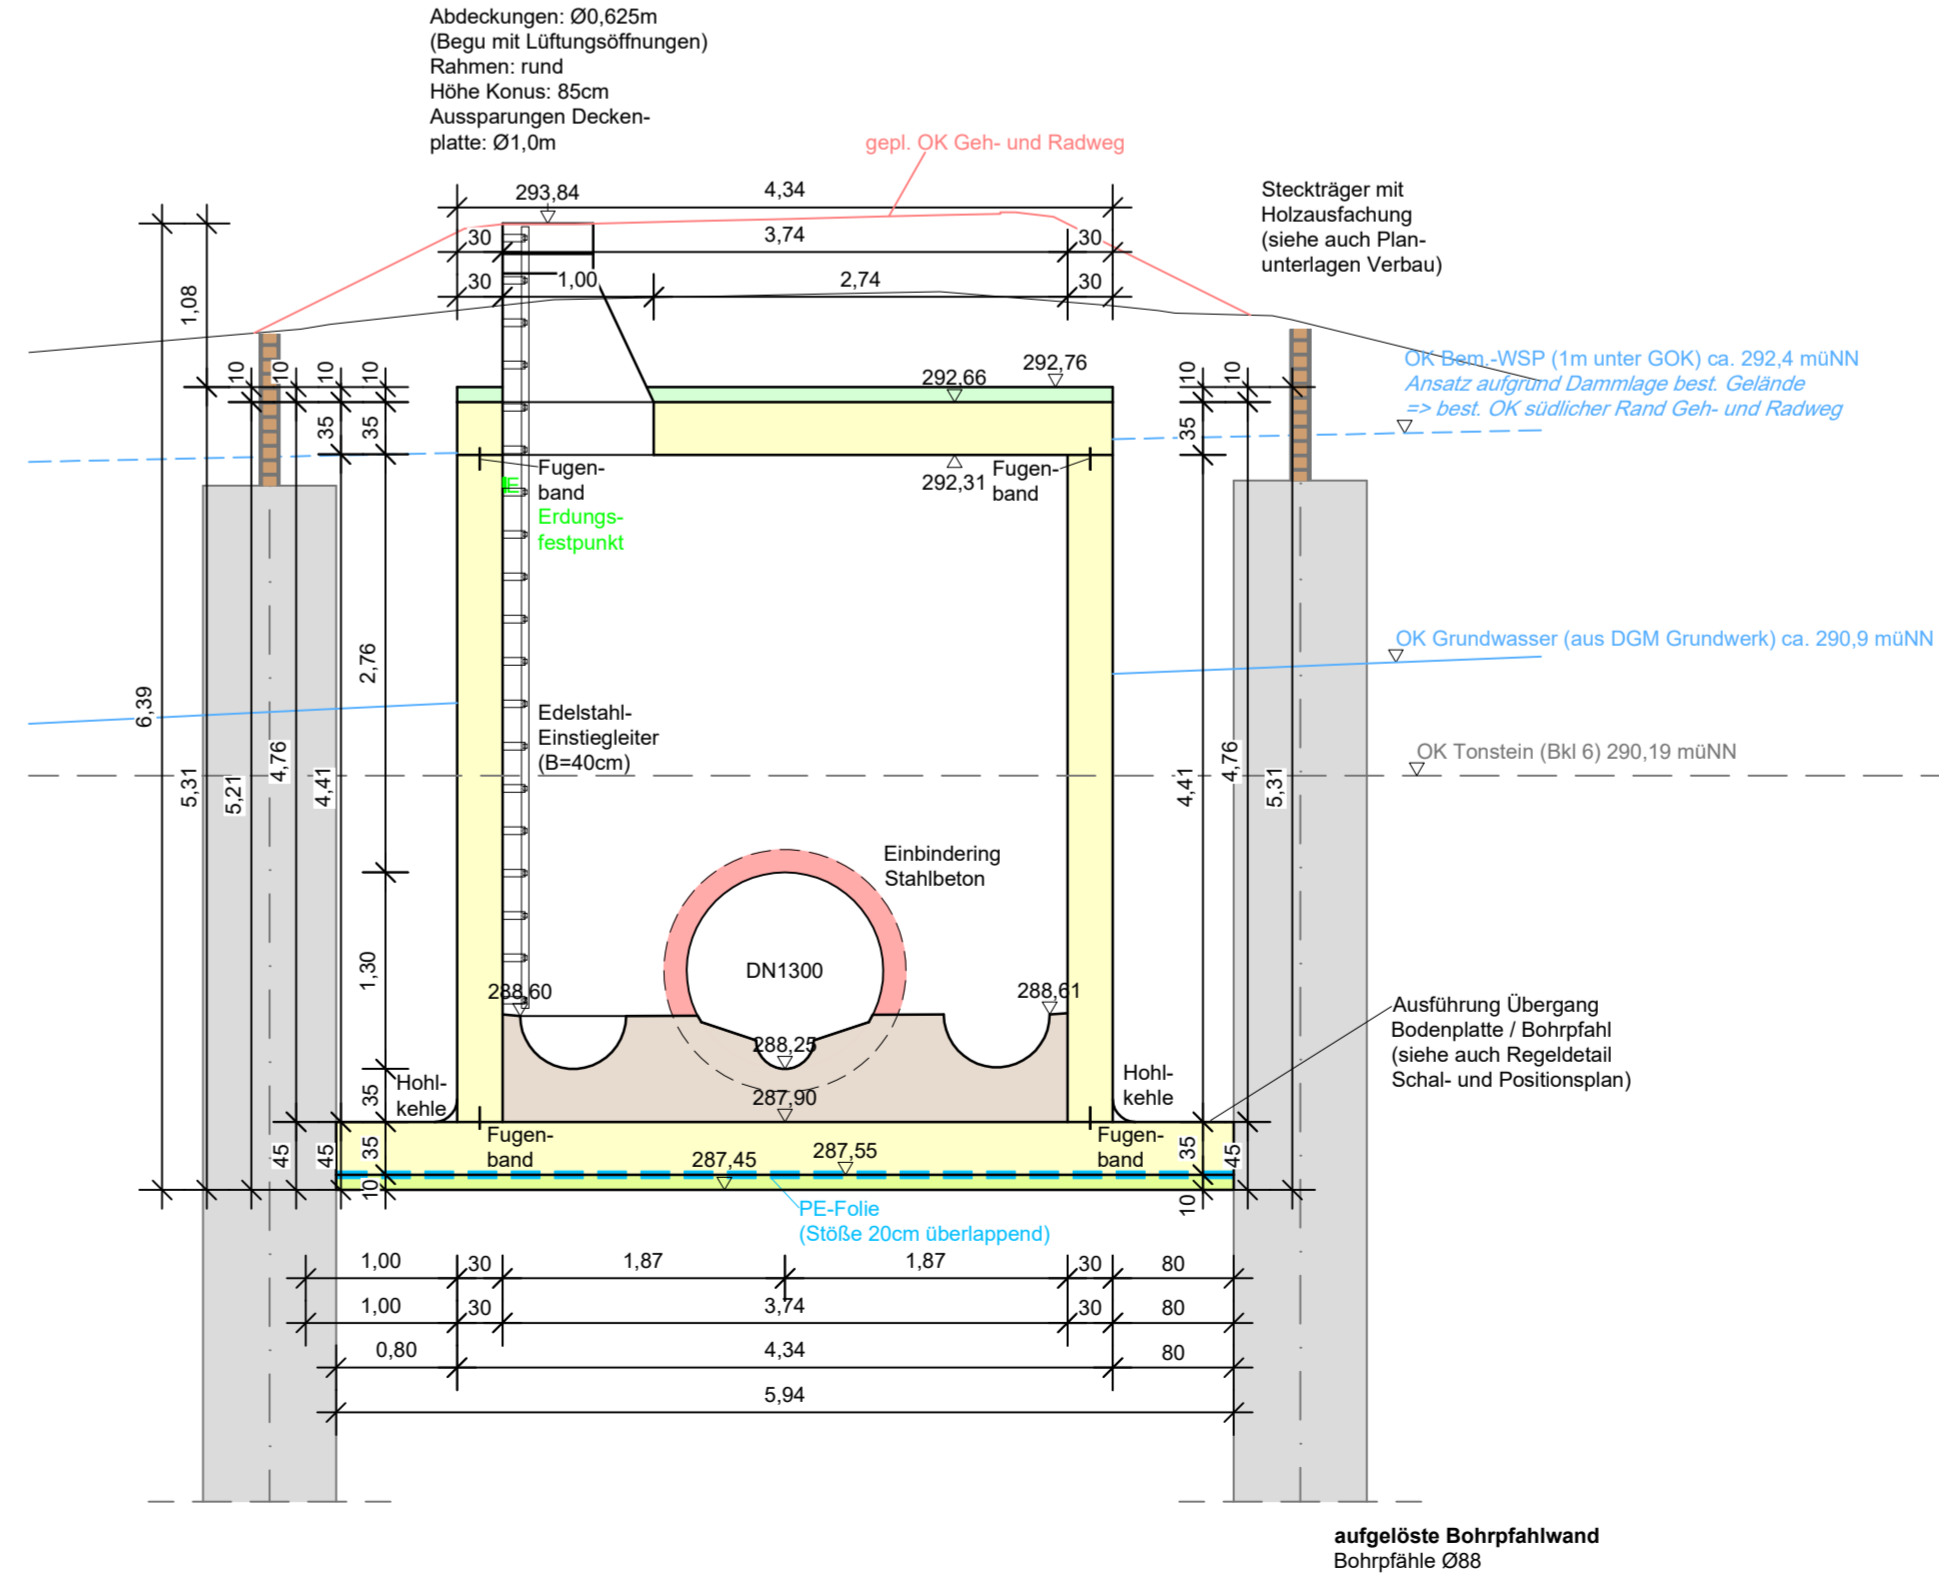 Abdeckungen: Ø0,625m
(Begu mit Lüftungsöffnungen)
Rahmen: rund
Höhe Konus: 85cm
Aussparungen Decken-
platte: Ø1,0m
gepl. OK Geh- und Radweg
Steckträger mit
Holzausfachung
(siehe auch Plan-
unterlagen Verbau)
293,84
4,34
30
3,74
30
30
1,00
2,74
30
1,08
10
10
10
10
35
35
292,66
292,76
10
10
35
OK Bem.-WSP (1m unter GOK) ca. 292,4 müNN
Ansatz aufgrund Dammlage best. Gelände
=> best. OK südlicher Rand Geh- und Radweg
Fugen-
band
Erdungs-
festpunkt
E
292,31
Fugen-
band
2,76
OK Grundwasser (aus DGM Grundwerk) ca. 290,9 müNN
6,39
5,31
5,21
4,76
4,41
Edelstahl-
Einstiegleiter
(B=40cm)
OK Tonstein (Bkl 6) 290,19 müNN
4,41
4,76
5,31
Einbindering
Stahlbeton
1,30
DN1300
288,60
288,61
288,25
287,90
Ausführung Übergang
Bodenplatte / Bohrpfahl
(siehe auch Regeldetail
Schal- und Positionsplan)
35
Hohl-
kehle
Hohl-
kehle
45
45
35
10
Fugen-
band
287,45
287,55
Fugen-
band
35
45
10
PE-Folie
(Stöße 20cm überlappend)
1,00
30
1,87
1,87
30
80
1,00
30
3,74
30
80
0,80
4,34
80
5,94
aufgelöste Bohrpfahlwand
Bohrpfähle Ø88